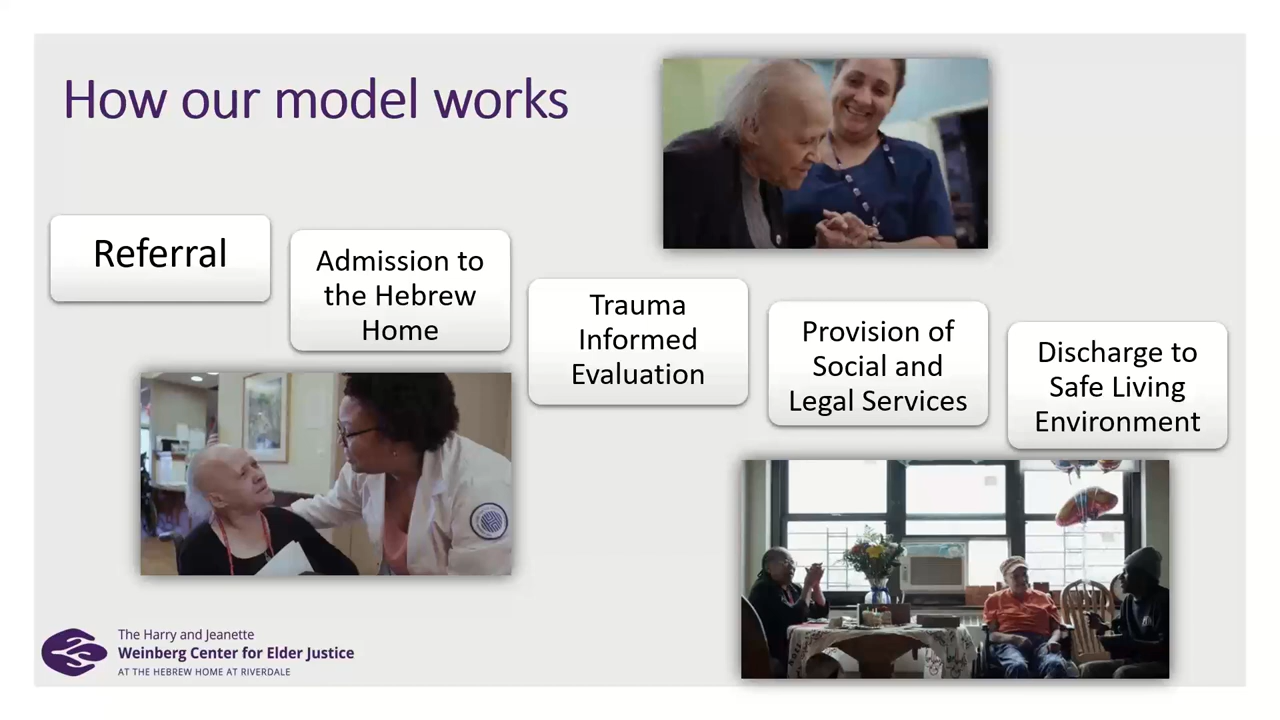 How our model works
Referral
Admission to
the Hebrew
Home
Trauma
Informed
Evaluation
Provision of
Social and
Legal Services
Discharge to
Safe Living
Environment
The Harry and Jeanette
Weinberg Center for Elder Justice
AT THE HEBREW HOME AT RIVERDALE